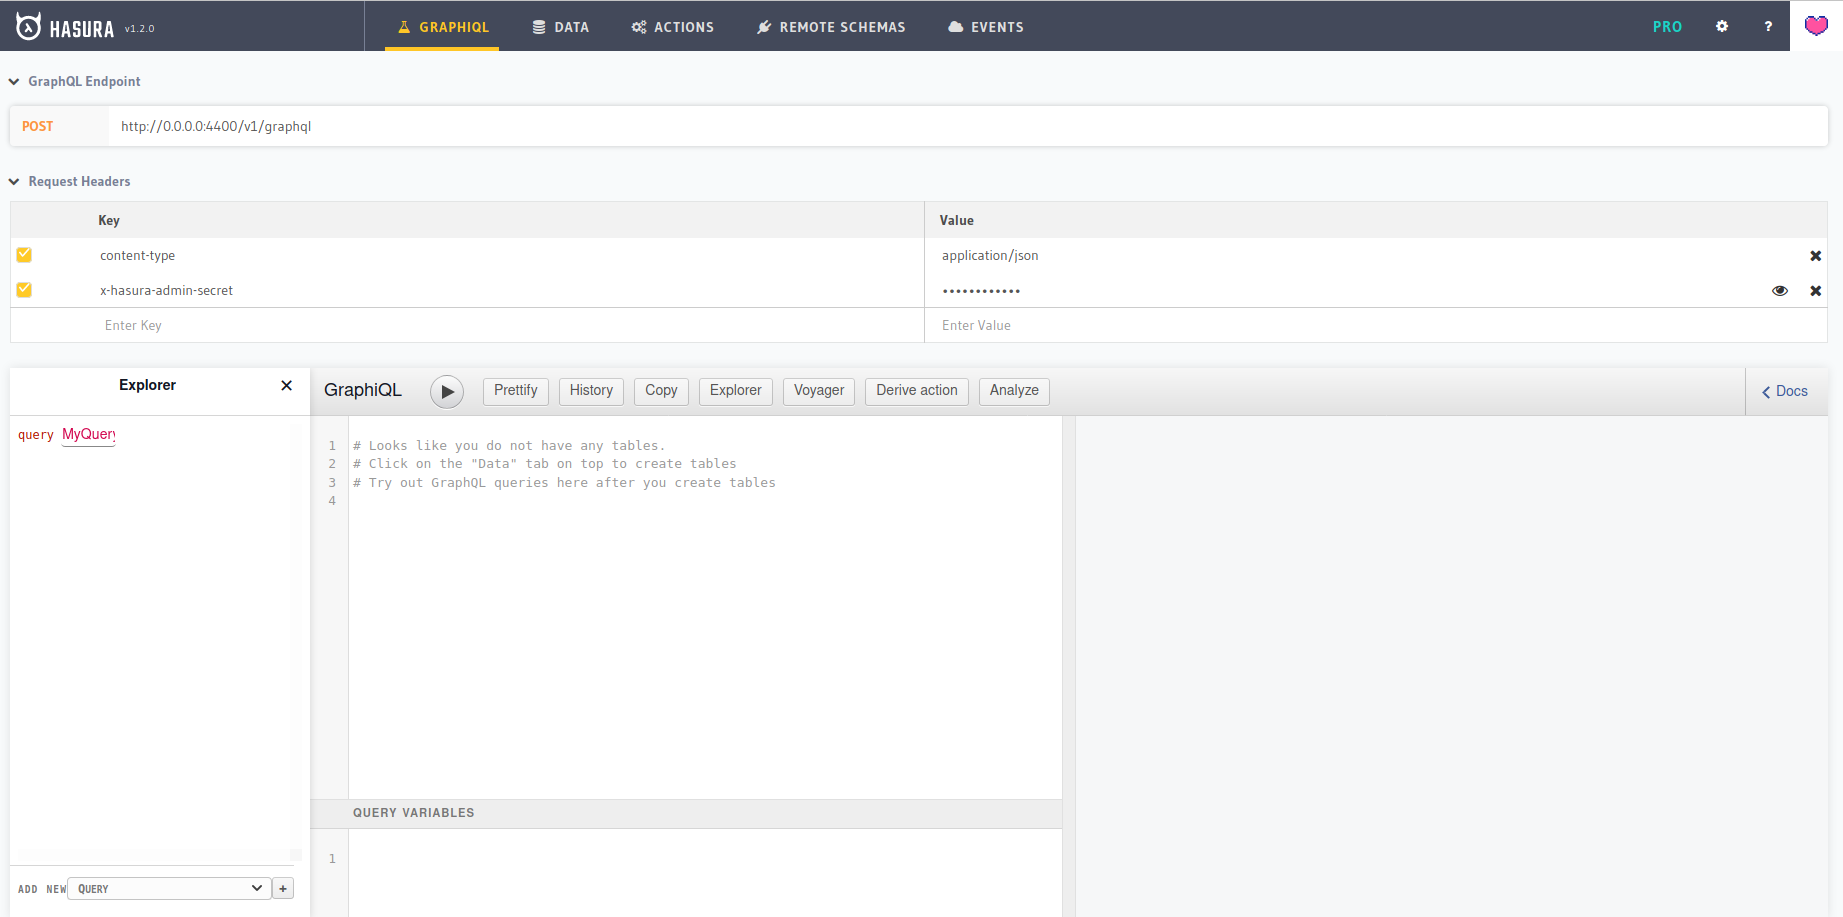 HASURA v1.2.0 GRAPHIQL DATA ACTIONS REMOTE SCHEMAS EVENTS PRO ?
GraphQL Endpoint
POST http://0.0.0.0:4400/v1/graphql
Request Headers
Key Value
content-type application/json
x-hasura-admin-secret ••••••••••••
Enter Key Enter Value
Explorer
query MyQuery
ADD NEW QUERY +
GraphiQL Prettify History Copy Explorer Voyager Derive action Analyze Docs
1 # Looks like you do not have any tables.
2 # Click on the "Data" tab on top to create tables
3 # Try out GraphQL queries here after you create tables
4
QUERY VARIABLES
1